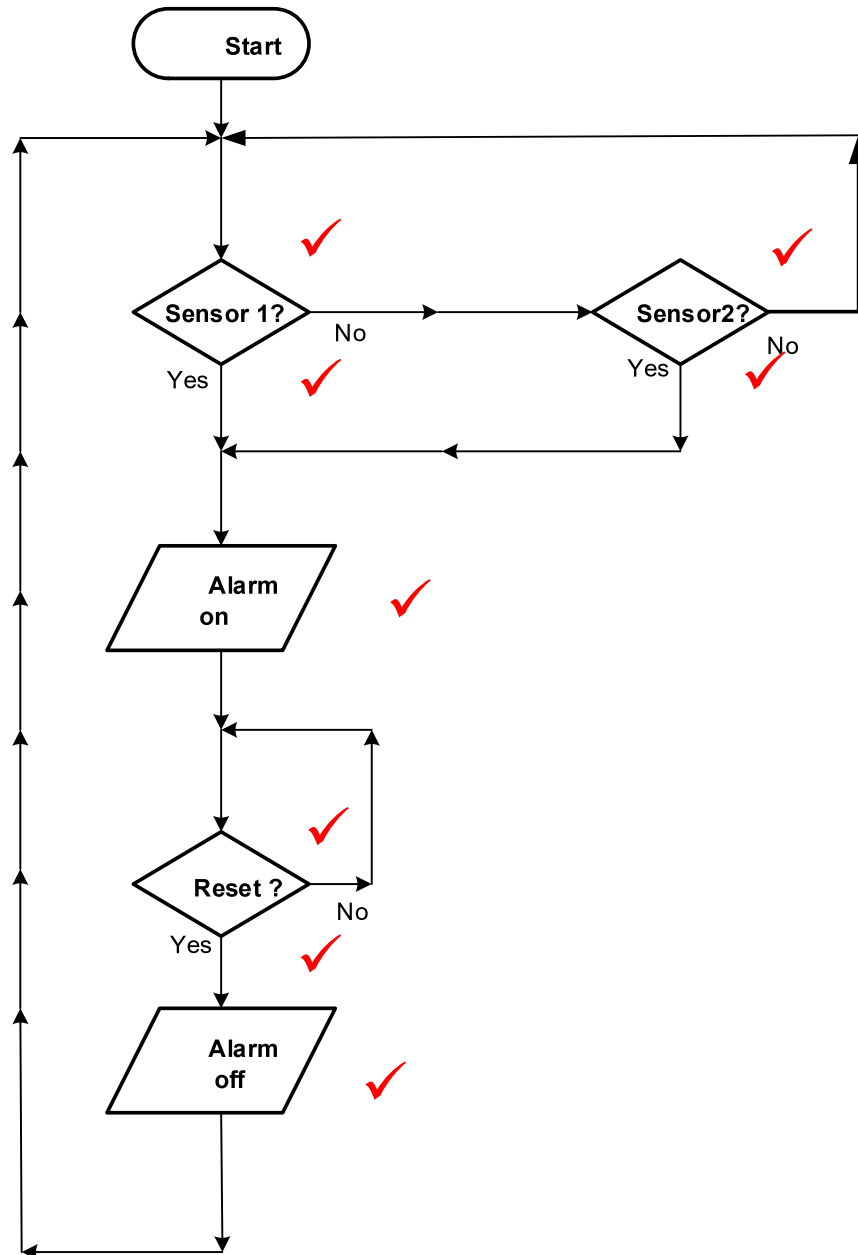 Start
Sensor 1?
No
Yes
Sensor2?
No
Yes
Alarm
on
Reset ?
No
Yes
Alarm
off